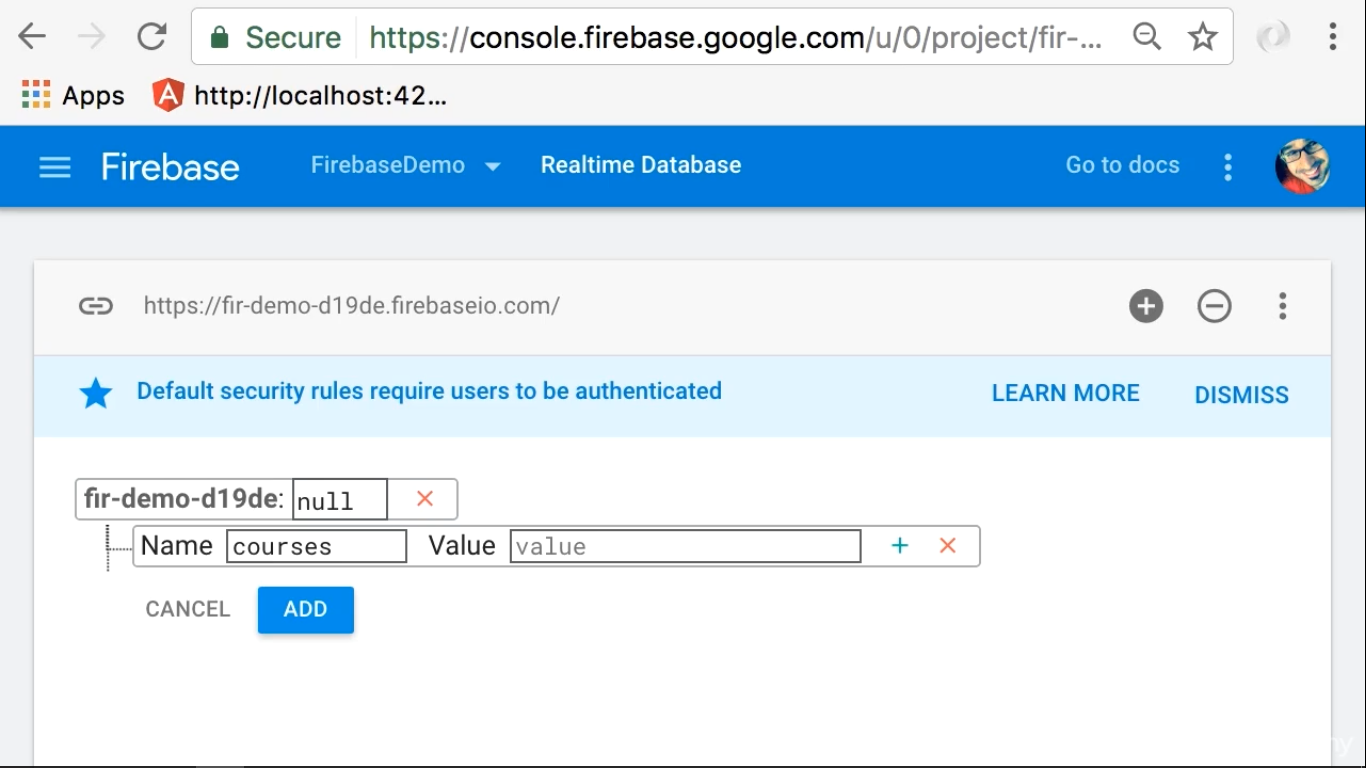 Secure https://console.firebase.google.com/u/0/project/fir-...
Apps http://localhost:42...
Firebase FirebaseDemo Realtime Database Go to docs
https://fir-demo-d19de.firebaseio.com/
Default security rules require users to be authenticated LEARN MORE DISMISS
fir-demo-d19de: null
Name courses Value value
CANCEL ADD